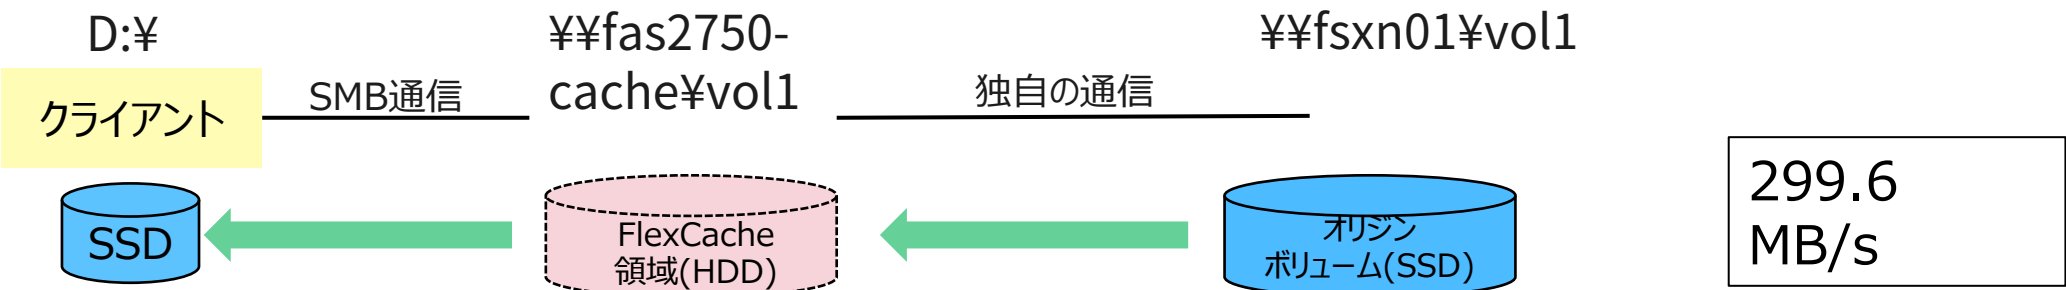 D:¥
クライアント
SSD
SMB通信
¥¥fas2750-
cache¥vol1
FlexCache
領域(HDD)
独自の通信
¥¥fsxn01¥vol1
オリジン
ボリューム(SSD)
299.6
MB/s